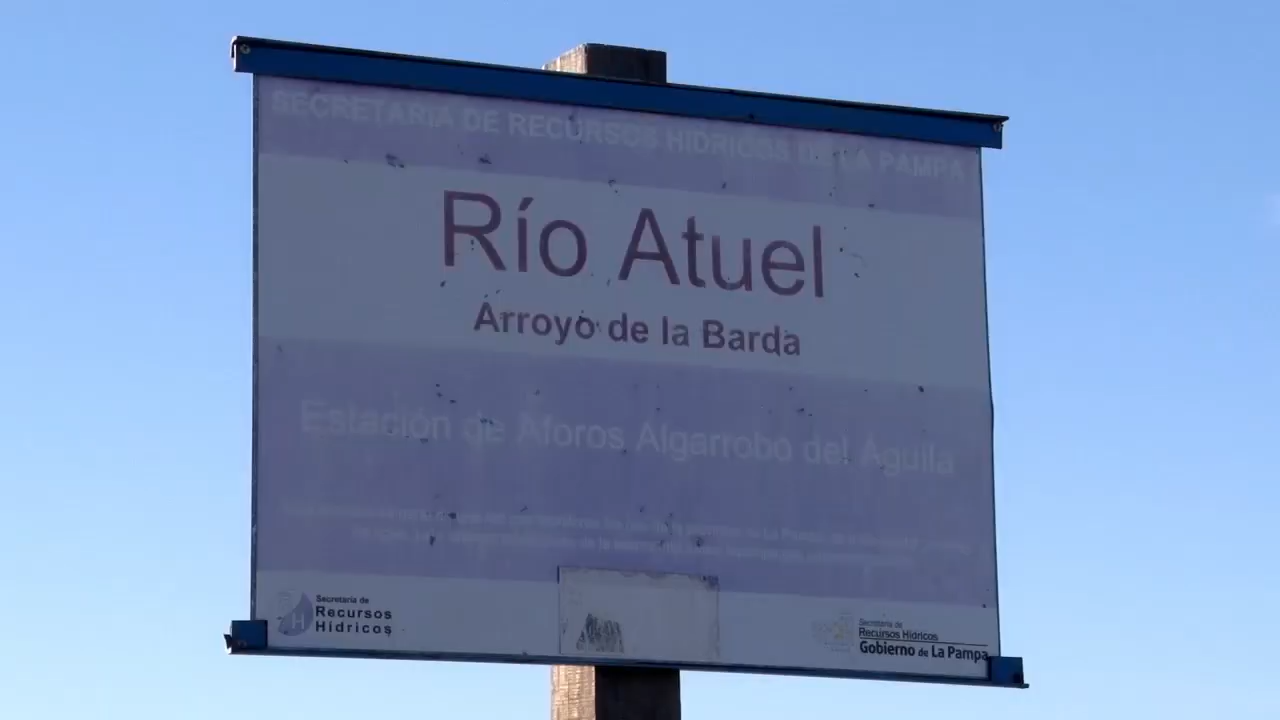 SECRETARIA DE RECURSOS HIDRICOS DE LA PAMPA
Río Atuel
Arroyo de la Barda
Estación de Aforos Algarrobo del Aguila
Secretaría de
Recursos
Hídricos
Secretaría de
Recursos Hídricos
Gobierno de La Pampa